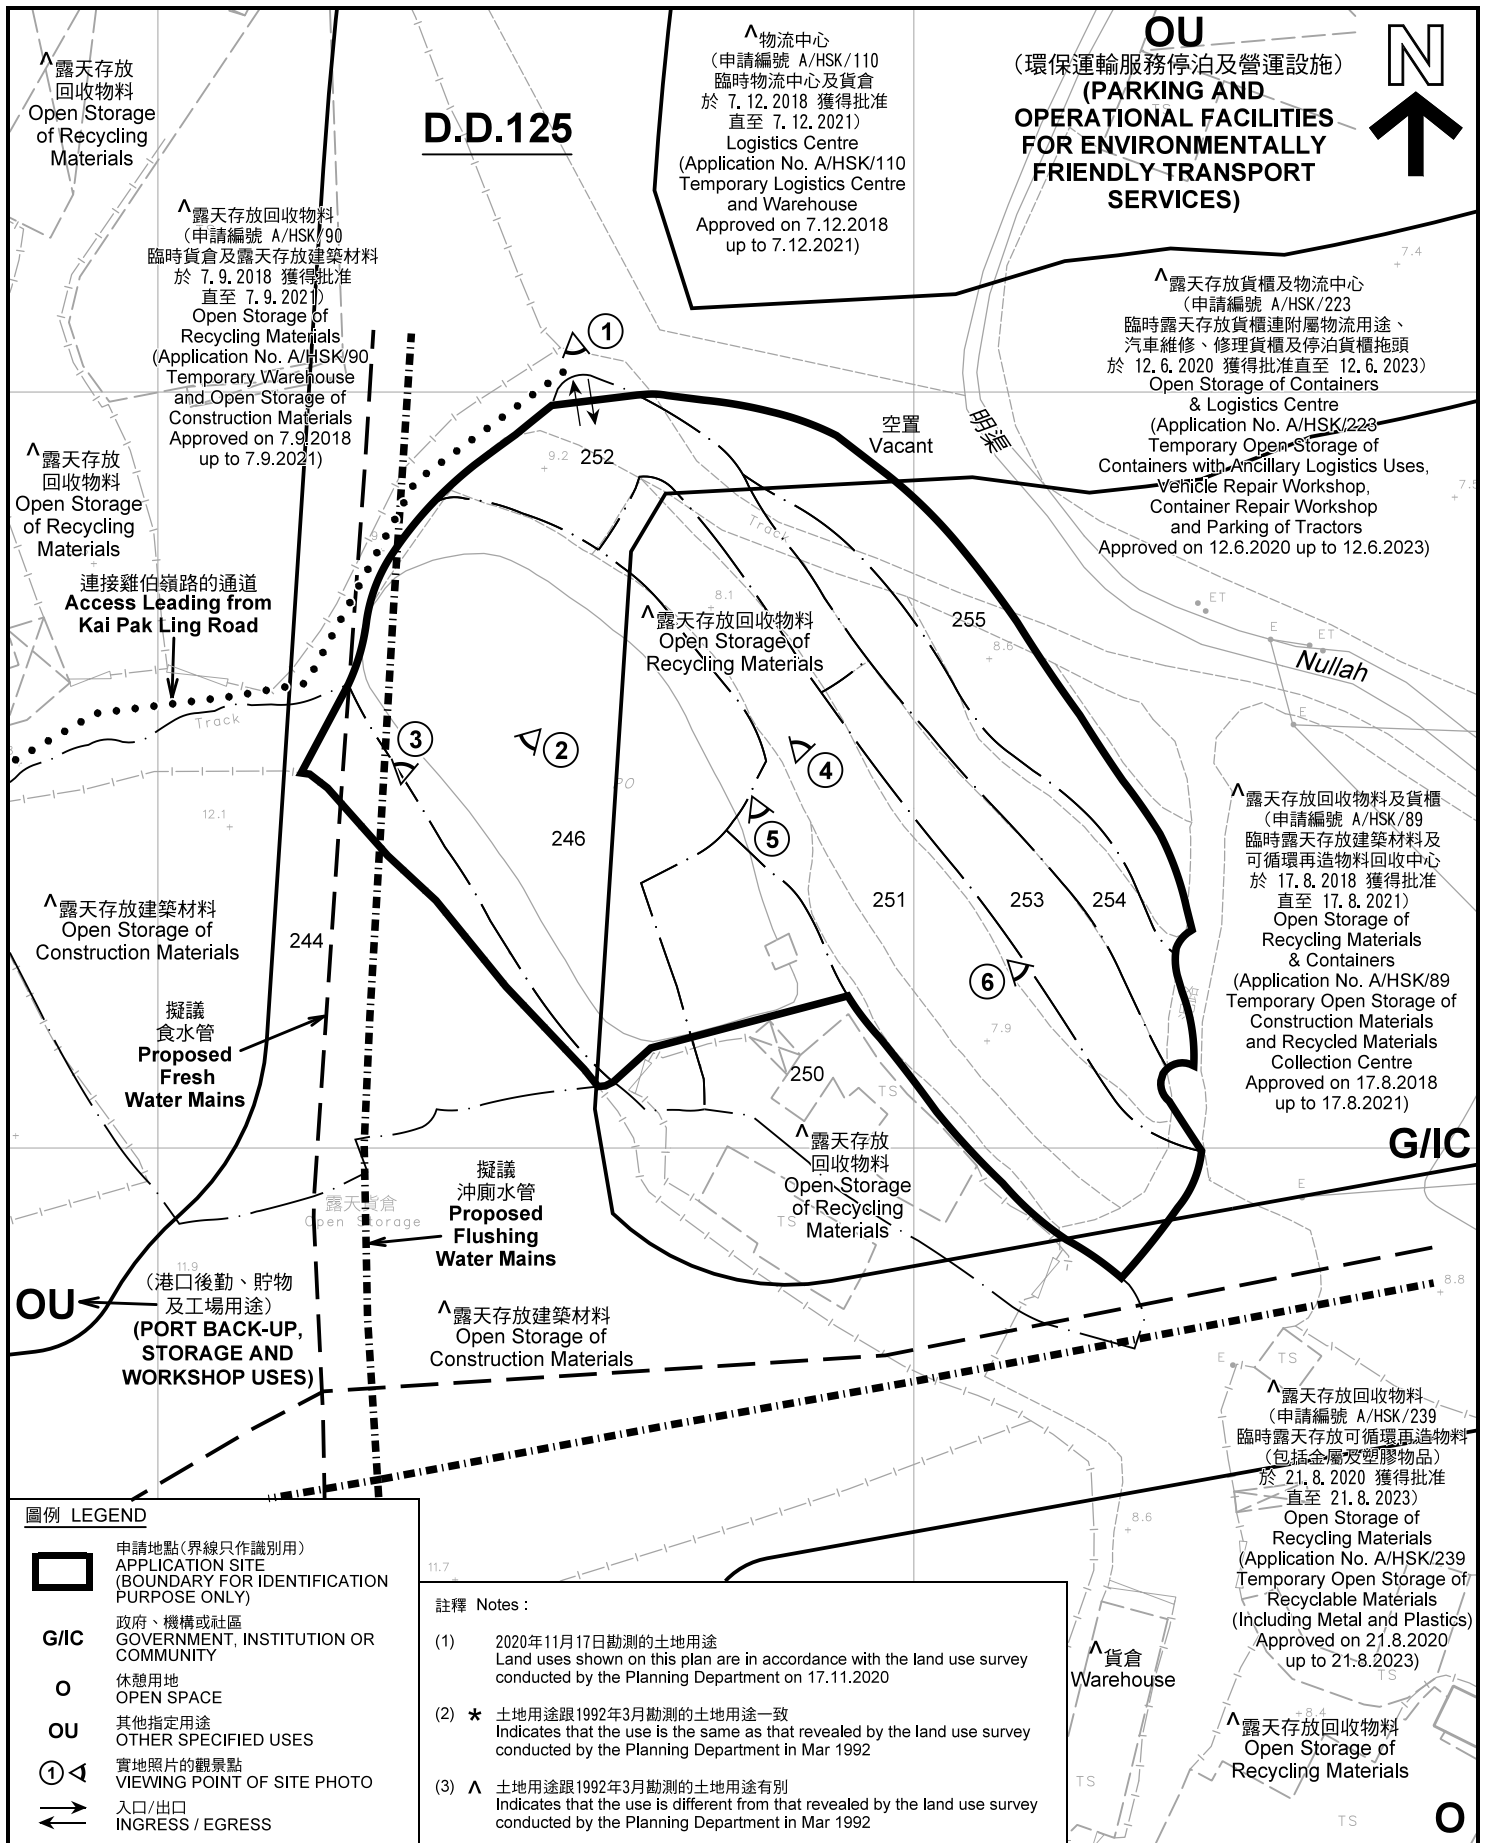 ^露天存放
回收物料
Open Storage
of Recycling
Materials
D.D.125
^物流中心
(申請編號 A/HSK/110
臨時物流中心及貨倉
於 7.12.2018 獲得批准
直至 7.12.2021)
Logistics Centre
(Application No. A/HSK/110
Temporary Logistics Centre
and Warehouse
Approved on 7.12.2018
up to 7.12.2021)
OU
(環保運輸服務停泊及營運設施)
(PARKING AND
OPERATIONAL FACILITIES
FOR ENVIRONMENTALLY
FRIENDLY TRANSPORT
SERVICES)
TS
N
^露天存放回收物料
(申請編號 A/HSK/90
臨時貨倉及露天存放建築材料
於 7.9.2018 獲得批准
直至 7.9.2021)
Open Storage of
Recycling Materials
(Application No. A/HSK/90
Temporary Warehouse
and Open Storage of
Construction Materials
Approved on 7.9.2018
up to 7.9.2021)
7.4
^露天存放貨櫃及物流中心
(申請編號 A/HSK/223
臨時露天存放貨櫃連附屬物流用途、
汽車維修、修理貨櫃及停泊貨櫃拖頭
於 12.6.2020 獲得批准直至 12.6.2023)
Open Storage of Containers
& Logistics Centre
(Application No. A/HSK/223
Temporary Open Storage of
Containers with Ancillary Logistics Uses,
Vehicle Repair Workshop,
Container Repair Workshop
and Parking of Tractors
Approved on 12.6.2020 up to 12.6.2023)
1
空置
Vacant
明渠
9.2
252
^露天存放
回收物料
Open Storage
of Recycling
Materials
7.5
Track
連接雞伯嶺路的通道
Access Leading from
Kai Pak Ling Road
8.1
^露天存放回收物料
Open Storage of
Recycling Materials
255
8.6
ET
E
ET
Nullah
E
Track
3
2
4
5
12.1
246
^露天存放回收物料及貨櫃
(申請編號 A/HSK/89
臨時露天存放建築材料及
可循環再造物料回收中心
於 17.8.2018 獲得批准
直至 17.8.2021)
Open Storage of
Recycling Materials
& Containers
(Application No. A/HSK/89
Temporary Open Storage of
Construction Materials
and Recycled Materials
Collection Centre
Approved on 17.8.2018
up to 17.8.2021)
^露天存放建築材料
Open Storage of
Construction Materials
244
251
253
254
6
7.9
擬議
食水管
Proposed
Fresh
Water Mains
250
TS
G/IC
^露天存放
回收物料
Open Storage
of Recycling
Materials
TS
E
擬議
沖廁水管
Proposed
Flushing
Water Mains
露天貨倉
Open Storage
11.9
8.8
OU
(港口後勤、貯物
及工場用途)
(PORT BACK-UP,
STORAGE AND
WORKSHOP USES)
^露天存放建築材料
Open Storage of
Construction Materials
E
TS
^露天存放回收物料
(申請編號 A/HSK/239
臨時露天存放可循環再造物料
(包括金屬及塑膠物品)
於 21.8.2020 獲得批准
直至 21.8.2023)
Open Storage of
Recycling Materials
(Application No. A/HSK/239
Temporary Open Storage of
Recyclable Materials
(Including Metal and Plastics)
Approved on 21.8.2020
up to 21.8.2023)
TS
8.6
11.7
^貨倉
Warehouse
8.4
^露天存放回收物料
Open Storage of
Recycling Materials
TS
TS
O
圖例 LEGEND
申請地點(界線只作識別用)
APPLICATION SITE
(BOUNDARY FOR IDENTIFICATION
PURPOSE ONLY)
G/IC 政府、機構或社區
GOVERNMENT, INSTITUTION OR
COMMUNITY
O 休憩用地
OPEN SPACE
OU 其他指定用途
OTHER SPECIFIED USES
1 實地照片的觀景點
VIEWING POINT OF SITE PHOTO
入口/出口
INGRESS / EGRESS
註釋 Notes :
(1) 2020年11月17日勘測的土地用途
Land uses shown on this plan are in accordance with the land use survey
conducted by the Planning Department on 17.11.2020
(2) * 土地用途跟1992年3月勘測的土地用途一致
Indicates that the use is the same as that revealed by the land use survey
conducted by the Planning Department in Mar 1992
(3) ^ 土地用途跟1992年3月勘測的土地用途有別
Indicates that the use is different from that revealed by the land use survey
conducted by the Planning Department in Mar 1992